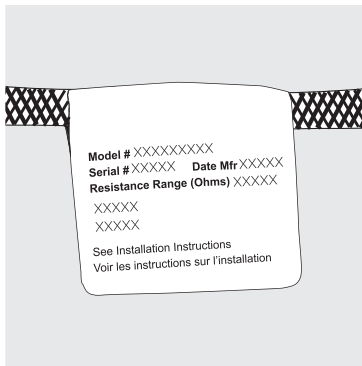 Model # XXXXXXXXX
Serial # XXXXX Date Mfr XXXXX
Resistance Range (Ohms) XXXXX
XXXXX
XXXXX
See Installation Instructions
Voir les instructions sur l'installation